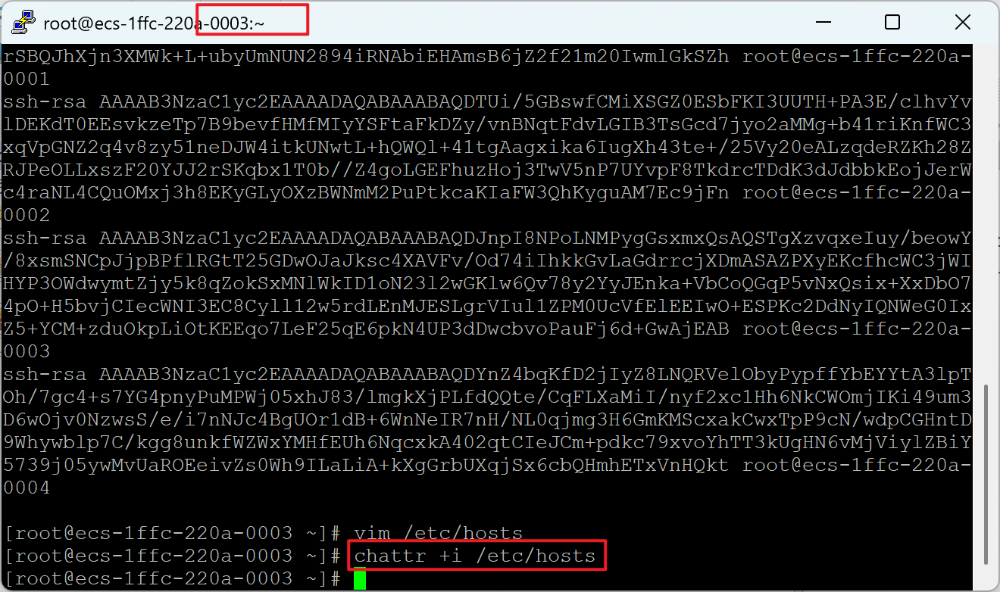 root@ecs-1ffc-220a-0003:~
rSBQJhXjn3XMWk+L+ubyUmNUN2894iRNAbiEHAmsB6jZ2f21m20IwmlGkSZh root@ecs-1ffc-220a-
0001
ssh-rsa AAAAB3NzaC1yc2EAAAADAQABAAABAQDTUi/5GBswfCMiXSGZ0ESbFKI3UUTH+PA3E/clhvYv
lDEKdT0EEsvkzeTp7B9bevfHMfMIyYSFtaFkDZy/vnBNqtFdvLGIB3TsGcd7jyo2aMMg+b41riKnfWC3
xqVpGNZ2q4v8zy51neDJW4itkUNwtL+hQWQl+41tgAagxika6IugXh43te+/25Vy20eALzqdeRZKh28Z
RJPeOLLxszF20YJJ2rSKqbx1T0b//Z4goLGEFhuzHoj3TwV5nP7UYvpF8TkdrcTDdK3dJdbbkEojJerW
c4raNL4CQuOMxj3h8EKyGLyOXzBWNmM2PuPtkcaKIaFW3QhKyguAM7Ec9jFn root@ecs-1ffc-220a-
0002
ssh-rsa AAAAB3NzaC1yc2EAAAADAQABAAABAQDJnpI8NPoLNMPygGsxmxQsAQSTgXzvqxeIuy/beowY
/8xsmSNCpJjpBPflRGtT25GDwOJaJksc4XAVFv/Od74iIhkkGvLaGdrrcjXDmASAZPXyEKcfhcWC3jWI
HYP3OWdwymtZjy5k8qZokSxMNlWkID1oN23l2wGKlw6Qv78y2YyJEnka+VbCoQGqP5vNxQsix+XxDbO7
4pO+H5bvjCIecWNI3EC8Cyll12w5rdLEnMJESLgrVIul1ZPM0UcVfElEEIwO+ESPKc2DdNyIQNWeG0Ix
Z5+YCM+zduOkpLiOtKEEqo7LeF25qE6pkN4UP3dDwcbvoPauFj6d+GwAjEAB root@ecs-1ffc-220a-
0003
ssh-rsa AAAAB3NzaC1yc2EAAAADAQABAAABAQDYnZ4bqKfD2jIyZ8LNQRVelObyPypffYbEYYtA3lpT
Oh/7gc4+s7YG4pnyPuMPWj05xhJ83/lmgkXjPLfdQQte/CqFLXaMiI/nyf2xc1Hh6NkCWOmjIKi49um3
D6wOjv0NzwsS/e/i7nNJc4BgUOr1dB+6WnNeIR7nH/NL0qjmg3H6GmKMScxakCwxTpP9cN/wdpCGHntD
9Whywblp7C/kgg8unkfWZWxYMHfEUh6NqcxkA402qtCIeJCm+pdkc79xvoYhTT3kUgHN6vMjViylZBiY
5739j05ywMvUaROEeivZs0Wh9ILaLiA+kXgGrbUXqjSx6cbQHmhETxVnHQkt root@ecs-1ffc-220a-
0004
[root@ecs-1ffc-220a-0003 ~]# vim /etc/hosts
[root@ecs-1ffc-220a-0003 ~]# chattr +i /etc/hosts
[root@ecs-1ffc-220a-0003 ~]#